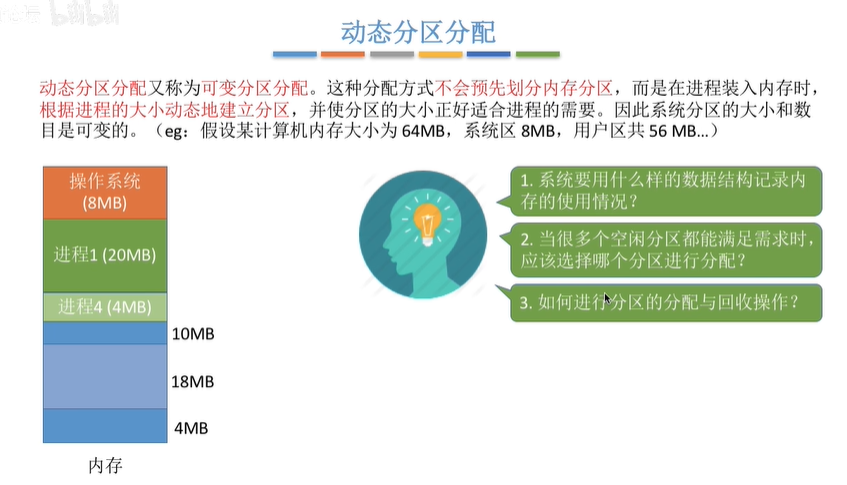 bilibili
动态分区分配
动态分区分配又称为可变分区分配。这种分配方式不会预先划分内存分区，而是在进程装入内存时，
根据进程的大小动态地建立分区，并使分区的大小正好适合进程的需要。因此系统分区的大小和数
目是可变的。（eg：假设某计算机内存大小为 64MB，系统区 8MB，用户区共 56 MB…）
操作系统
(8MB)
进程1 (20MB)
进程4 (4MB)
10MB
18MB
4MB
内存
1. 系统要用什么样的数据结构记录内
存的使用情况？
2. 当很多个空闲分区都能满足需求时，
应该选择哪个分区进行分配？
3. 如何进行分区的分配与回收操作？